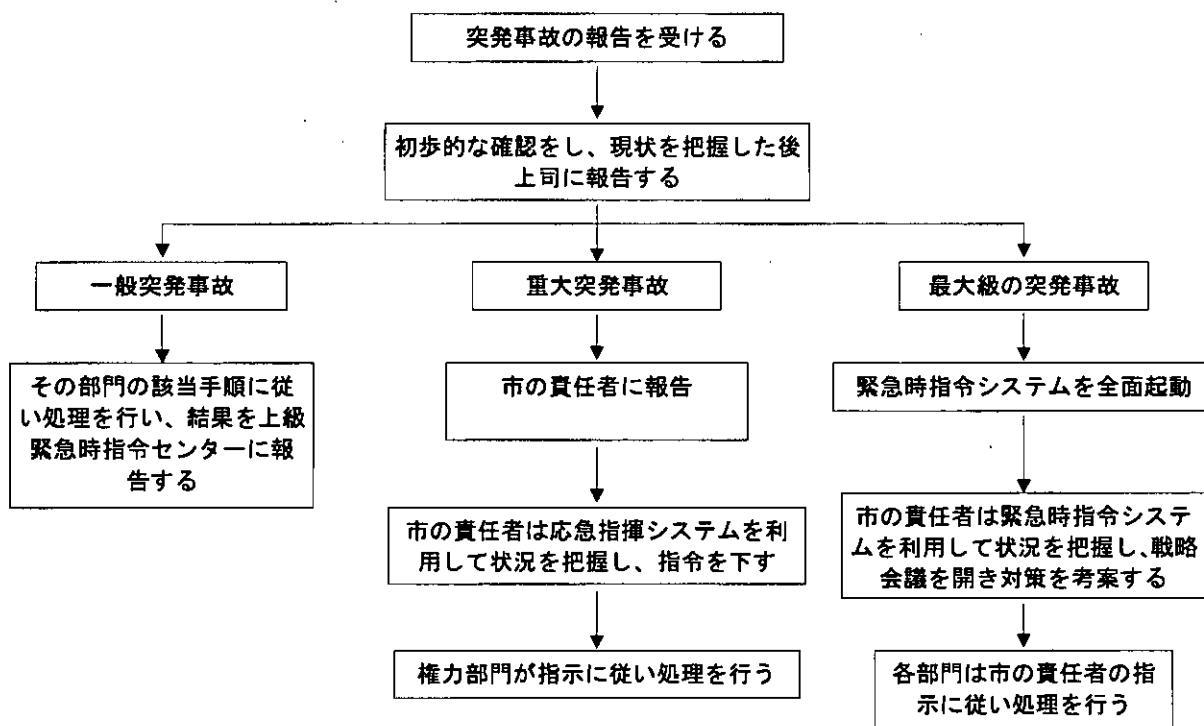 突発事故の報告を受ける
初歩的な確認をし、現状を把握した後
上司に報告する
一般突発事故
重大突発事故
最大級の突発事故
その部門の該当手順に従
い処理を行い、結果を上級
緊急時指令センターに報
告する
市の責任者に報告
緊急時指令システムを全面起動
市の責任者は応急指揮システムを利
用して状況を把握し、指令を下す
市の責任者は緊急時指令システ
ムを利用して状況を把握し、戦略
会議を開き対策を考案する
権力部門が指示に従い処理を行う
各部門は市の責任者の指
示に従い処理を行う